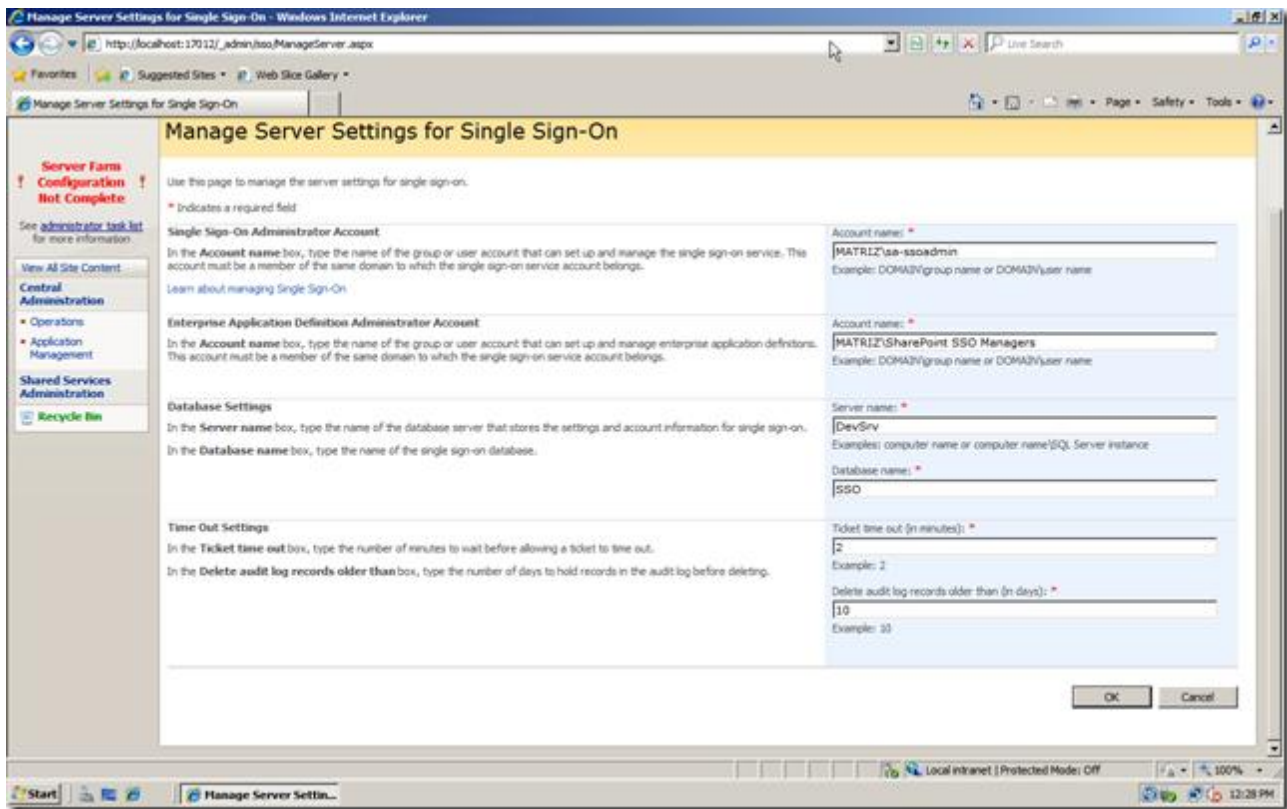 Manage Server Settings for Single Sign-On - Windows Internet Explorer
http://localhost:17012/_admin/sso/ManageServer.aspx
Live Search
Favorites
Suggested Sites
Web Slice Gallery
Manage Server Settings for Single Sign-On
Page
Safety
Tools
Manage Server Settings for Single Sign-On
! Server Farm !
Configuration
Not Complete
See administrator task list
for more information
View All Site Content
Central
Administration
Operations
Application
Management
Shared Services
Administration
Recycle Bin
Use this page to manage the server settings for single sign-on.
* Indicates a required field
Single Sign-On Administrator Account
In the Account name box, type the name of the group or user account that can set up and manage the single sign-on service. This
account must be a member of the same domain to which the single sign-on service account belongs.
Learn about managing Single Sign-On
Account name: *
MATRIZ\sa-ssoadmin
Example: DOMAIN\group name or DOMAIN\user name
Enterprise Application Definition Administrator Account
In the Account name box, type the name of the group or user account that can set up and manage enterprise application definitions.
This account must be a member of the same domain to which the single sign-on service account belongs.
Account name: *
MATRIZ\SharePoint SSO Managers
Example: DOMAIN\group name or DOMAIN\user name
Database Settings
In the Server name box, type the name of the database server that stores the settings and account information for single sign-on.
In the Database name box, type the name of the single sign-on database.
Server name: *
DevSrv
Examples: computer name or computer name\SQL Server instance
Database name: *
SSO
Time Out Settings
In the Ticket time out box, type the number of minutes to wait before allowing a ticket to time out.
In the Delete audit log records older than box, type the number of days to hold records in the audit log before deleting.
Ticket time out (in minutes): *
2
Example: 2
Delete audit log records older than (in days): *
10
Example: 10
OK
Cancel
Local intranet | Protected Mode: Off
100%
Start
Manage Server Settin...
12:28 PM